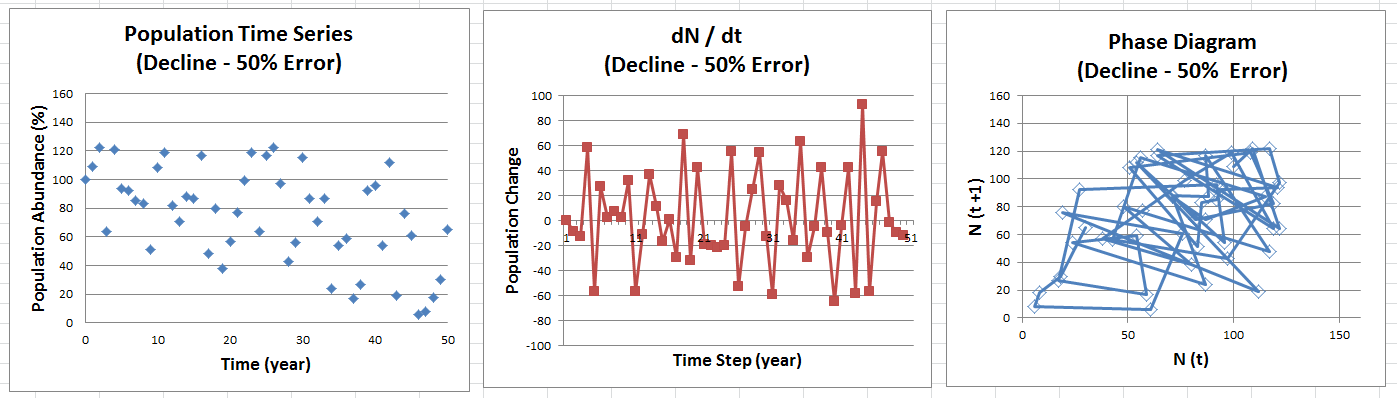 Population Time Series
(Decline - 50% Error)
Population Abundance (%)
160
140
120
100
80
60
40
20
0
0 10 20 30 40 50
Time (year)
dN / dt
(Decline - 50% Error)
Population Change
100
80
60
40
20
0
-20
-40
-60
-80
-100
1 11 21 31 41 51
Time Step (year)
Phase Diagram
(Decline - 50% Error)
N (t +1)
160
140
120
100
80
60
40
20
0
0 50 100 150
N (t)